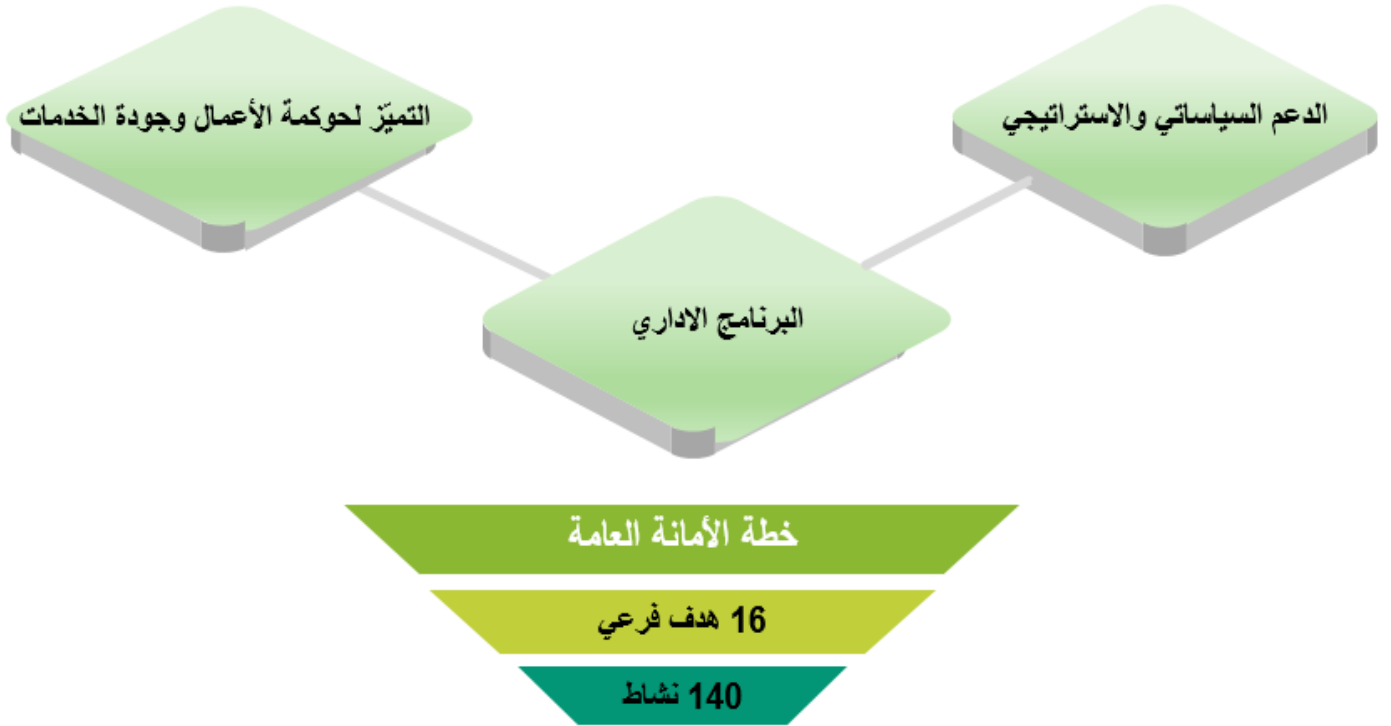 الدعم السياساتي والاستراتيجي
التميّز لحوكمة الأعمال وجودة الخدمات
البرنامج الاداري
خطة الأمانة العامة
16 هدف فرعي
140 نشاط